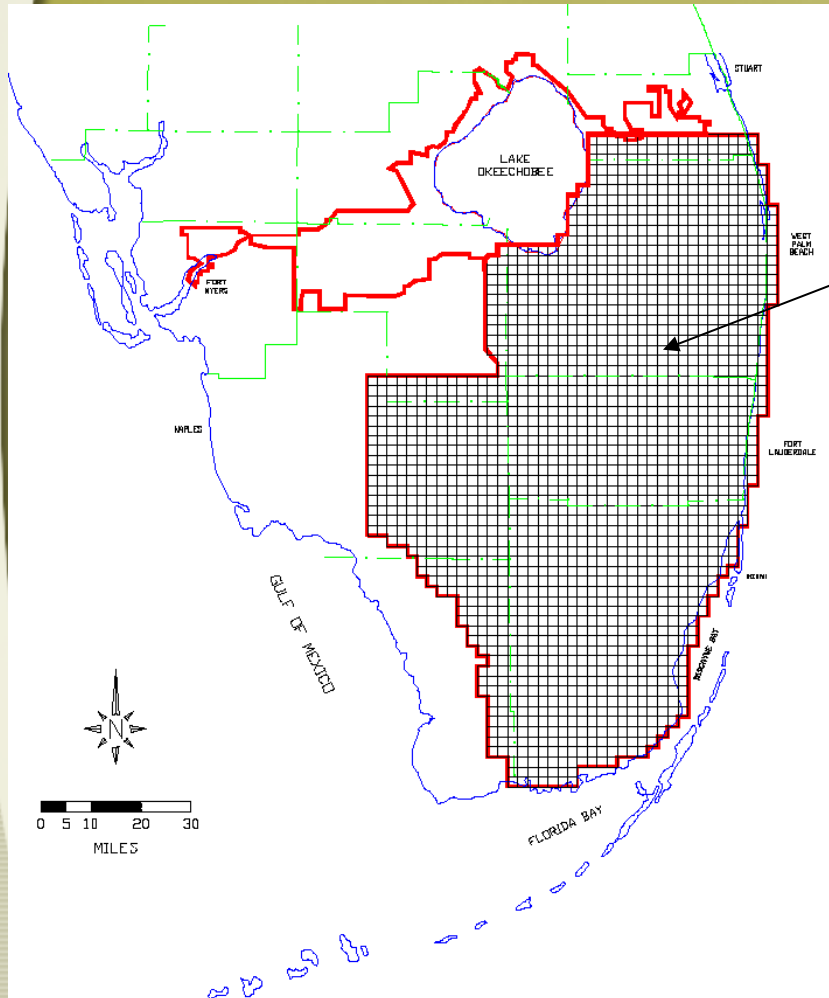 STUART
LAKE
OKEECHOBEE
WEST
PALM
BEACH
FORT
MYERS
NAPLES
FORT
LAUDERDALE
MIAMI
GULF OF MEXICO
BISCAYNE BAY
N
0 5 10 20 30
MILES
FLORIDA BAY